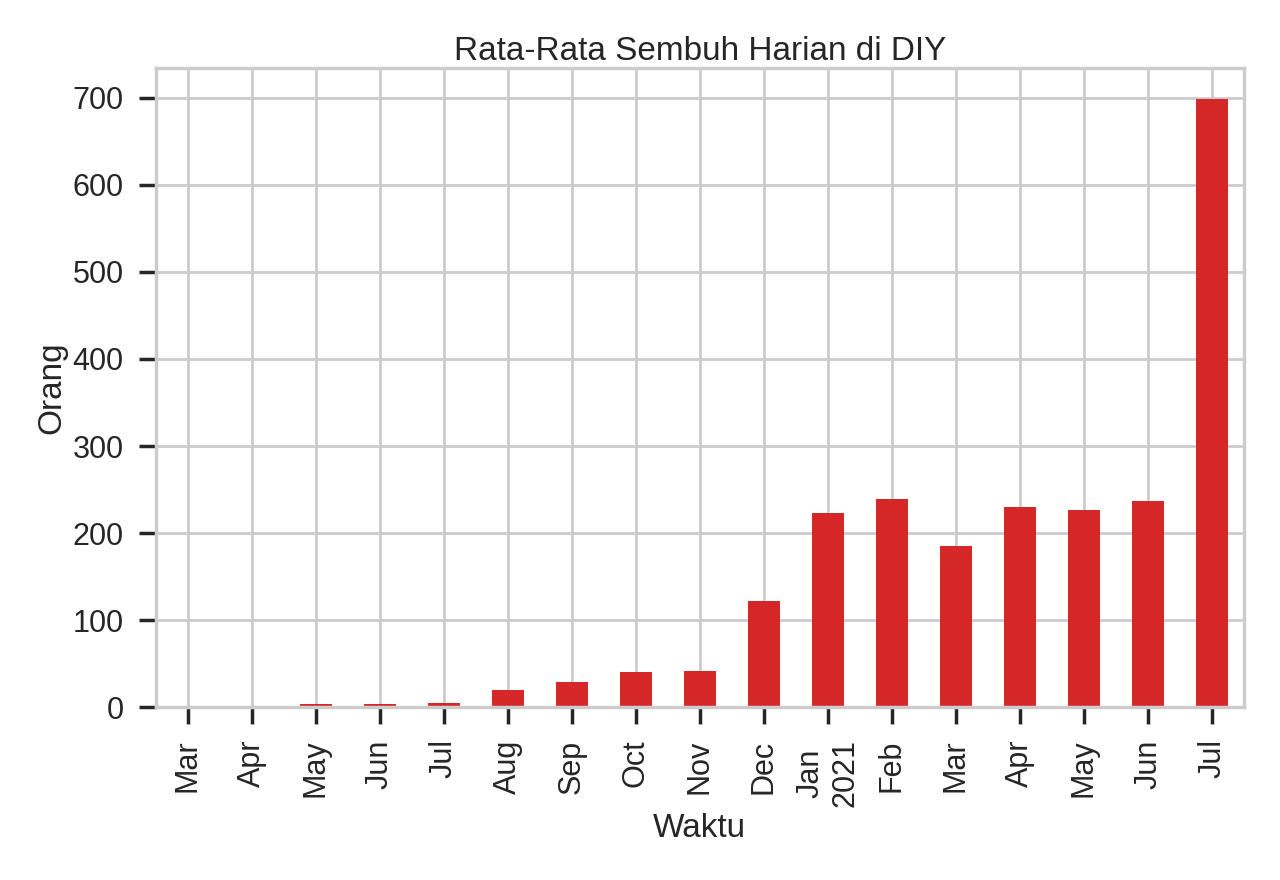 Rata-Rata Sembuh Harian di DIY
700
600
500
400
300
200
100
0
Orang
Mar
Apr
May
Jun
Jul
Aug
Sep
Oct
Nov
Dec
Jan
2021
Feb
Mar
Apr
May
Jun
Jul
Waktu